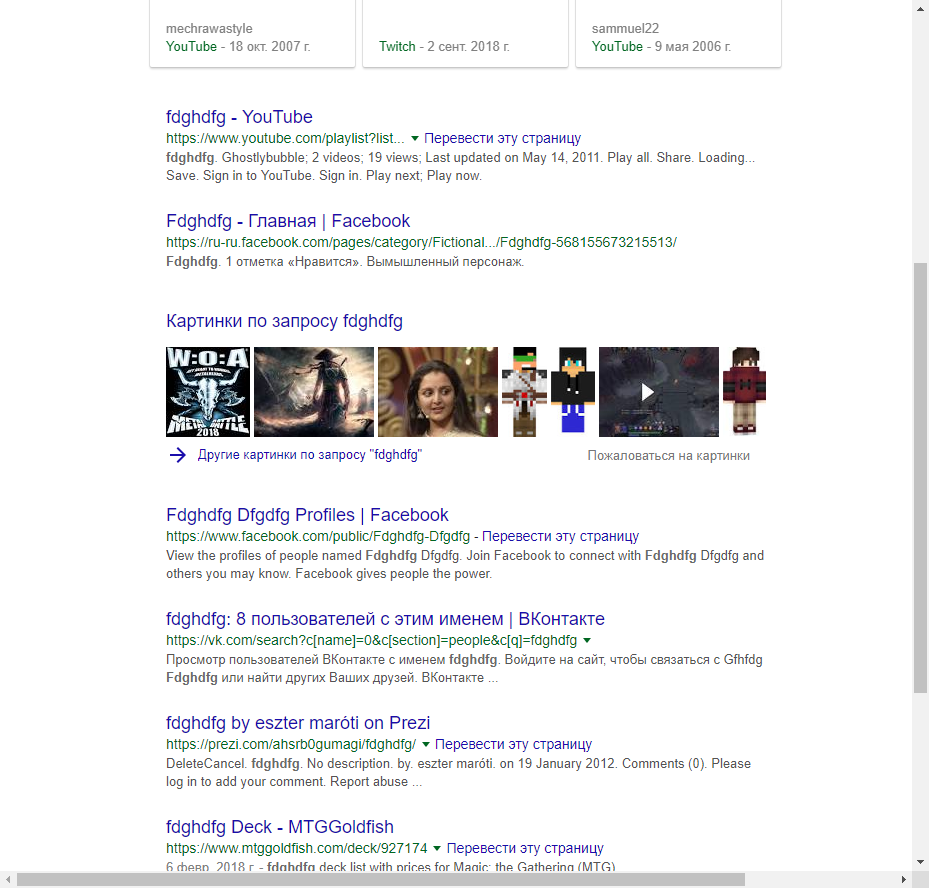 mechrawastyle
YouTube - 18 окт. 2007 г.
Twitch - 2 сент. 2018 г.
sammuel22
YouTube - 9 мая 2006 г.
fdghdfg - YouTube
https://www.youtube.com/playlist?list... Перевести эту страницу
fdghdfg. Ghostlybubble; 2 videos; 19 views; Last updated on May 14, 2011. Play all. Share. Loading...
Save. Sign in to YouTube. Sign in. Play next; Play now.
Fdghdfg - Главная | Facebook
https://ru-ru.facebook.com/pages/category/Fictional.../Fdghdfg-568155673215513/
Fdghdfg. 1 отметка «Нравится». Вымышленный персонаж.
Картинки по запросу fdghdfg
W:O:A
METAL BATTLE
2018
Другие картинки по запросу "fdghdfg"
Пожаловаться на картинки
Fdghdfg Dfgdfg Profiles | Facebook
https://www.facebook.com/public/Fdghdfg-Dfgdfg - Перевести эту страницу
View the profiles of people named Fdghdfg Dfgdfg. Join Facebook to connect with Fdghdfg Dfgdfg and
others you may know. Facebook gives people the power.
fdghdfg: 8 пользователей с этим именем | ВКонтакте
https://vk.com/search?c[name]=0&c[section]=people&c[q]=fdghdfg
Просмотр пользователей ВКонтакте с именем fdghdfg. Войдите на сайт, чтобы связаться с Gfhfdg
Fdghdfg или найти других Ваших друзей. ВКонтакте ...
fdghdfg by eszter maróti on Prezi
https://prezi.com/ahsrb0gumagi/fdghdfg/ Перевести эту страницу
DeleteCancel. fdghdfg. No description. by. eszter maróti. on 19 January 2012. Comments (0). Please
log in to add your comment. Report abuse ...
fdghdfg Deck - MTGGoldfish
https://www.mtggoldfish.com/deck/927174 Перевести эту страницу
6 февр. 2018 г. - fdghdfg deck list with prices for Magic: the Gathering (MTG)